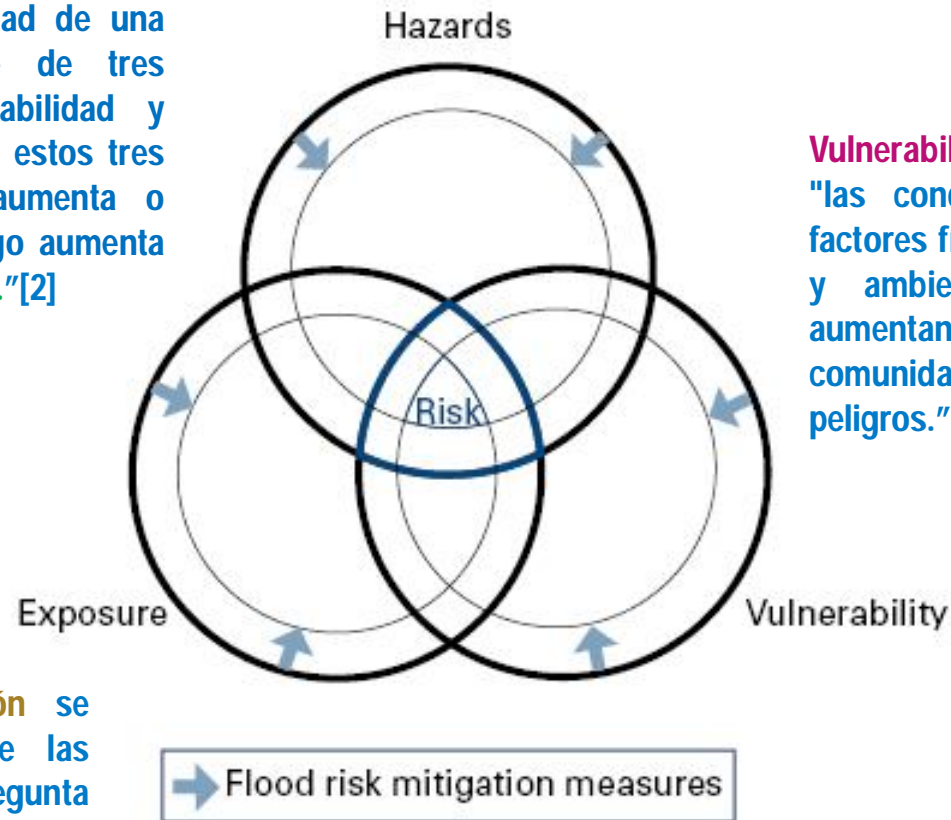 ad de una
de tres
abilidad y
estos tres
aumenta o
go aumenta
."[2]
Hazards
Vulnerabil
"las cond
factores f
y ambie
aumentan
comunida
peligros."
Risk
Exposure
Vulnerability
ón se
e las
egunta
Flood risk mitigation measures